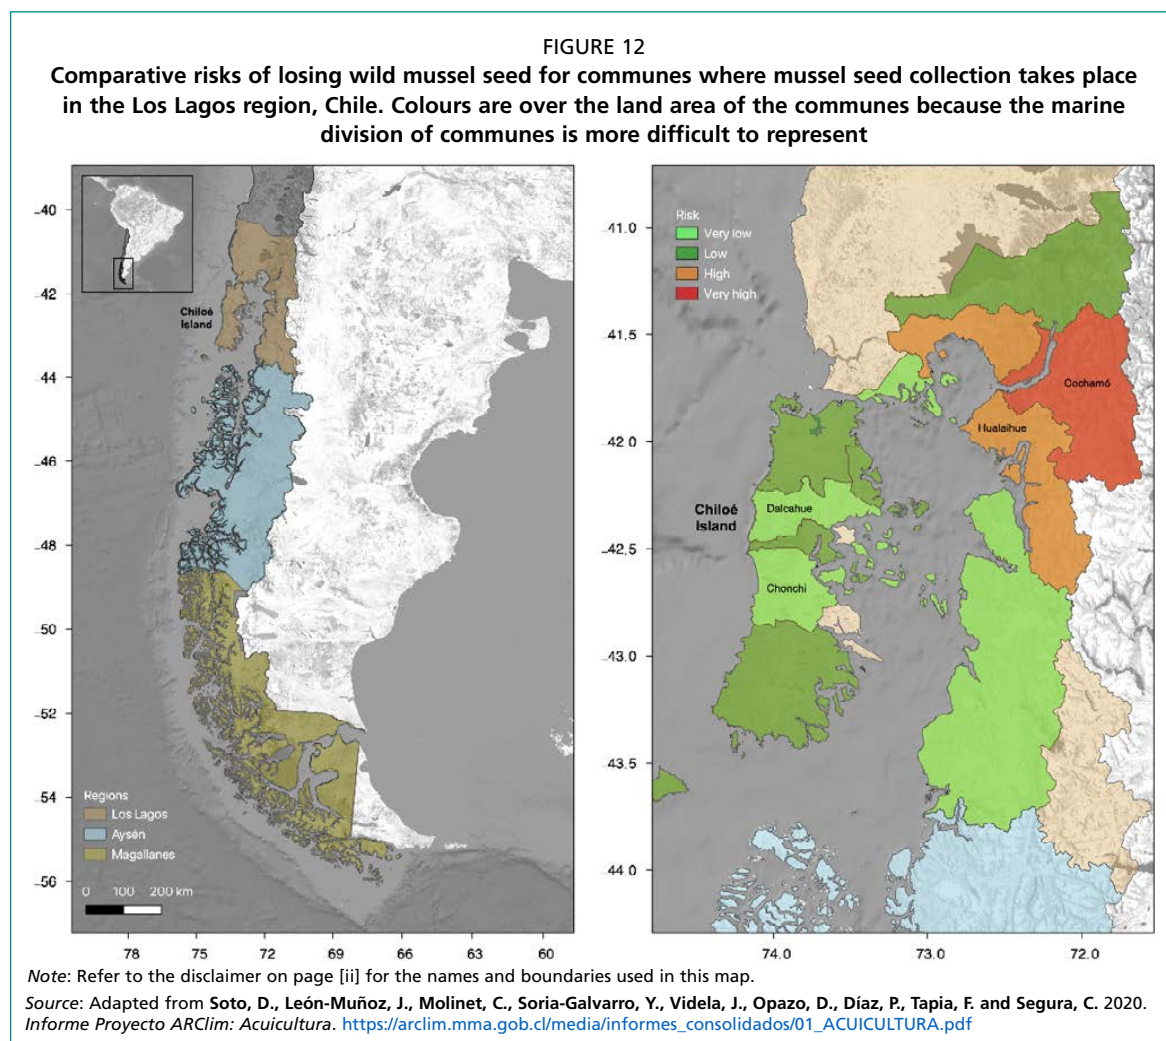 FIGURE 12
Comparative risks of losing wild mussel seed for communes where mussel seed collection takes place
in the Los Lagos region, Chile. Colours are over the land area of the communes because the marine
division of communes is more difficult to represent
-40
-42
-44
-46
-48
-50
-52
-54
-56
Chiloé
Island
Regions
Los Lagos
Aysén
Magallanes
0 100 200 km
78 75 72 69 66 63 60
-41.0
-41.5
-42.0
-42.5
-43.0
-43.5
-44.0
Risk
Very low
Low
High
Very high
Cochamó
Hualaihue
Chiloé
Island
Dalcahue
Chonchi
74.0 73.0 72.0
Note: Refer to the disclaimer on page [ii] for the names and boundaries used in this map.
Source: Adapted from Soto, D., León-Muñoz, J., Molinet, C., Soria-Galvarro, Y., Videla, J., Opazo, D., Díaz, P., Tapia, F. and Segura, C. 2020.
Informe Proyecto ARClim: Acuicultura. https://arclim.mma.gob.cl/media/informes_consolidados/01_ACUICULTURA.pdf